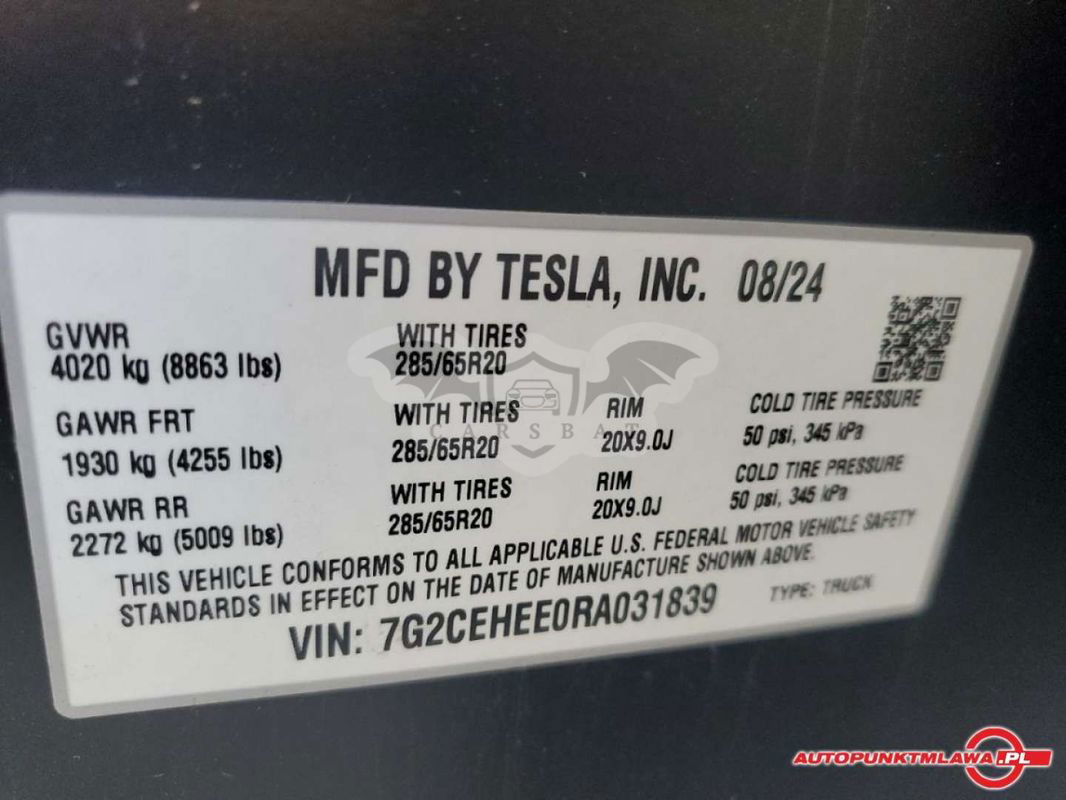 MFD BY TESLA, INC. 08/24
GVWR
4020 kg (8863 lbs)
WITH TIRES
285/65R20
GAWR FRT
1930 kg (4255 lbs)
WITH TIRES
285/65R20
RIM
20X9.0J
COLD TIRE PRESSURE
50 psi, 345 kPa
GAWR RR
2272 kg (5009 lbs)
WITH TIRES
285/65R20
RIM
20X9.0J
COLD TIRE PRESSURE
50 psi, 345 kPa
THIS VEHICLE CONFORMS TO ALL APPLICABLE U.S. FEDERAL MOTOR VEHICLE SAFETY
STANDARDS IN EFFECT ON THE DATE OF MANUFACTURE SHOWN ABOVE.
VIN: 7G2CEHEE0RA031839
TYPE: TRUCK
CARSBAT
AUTOPUNKTMLAWA.PL